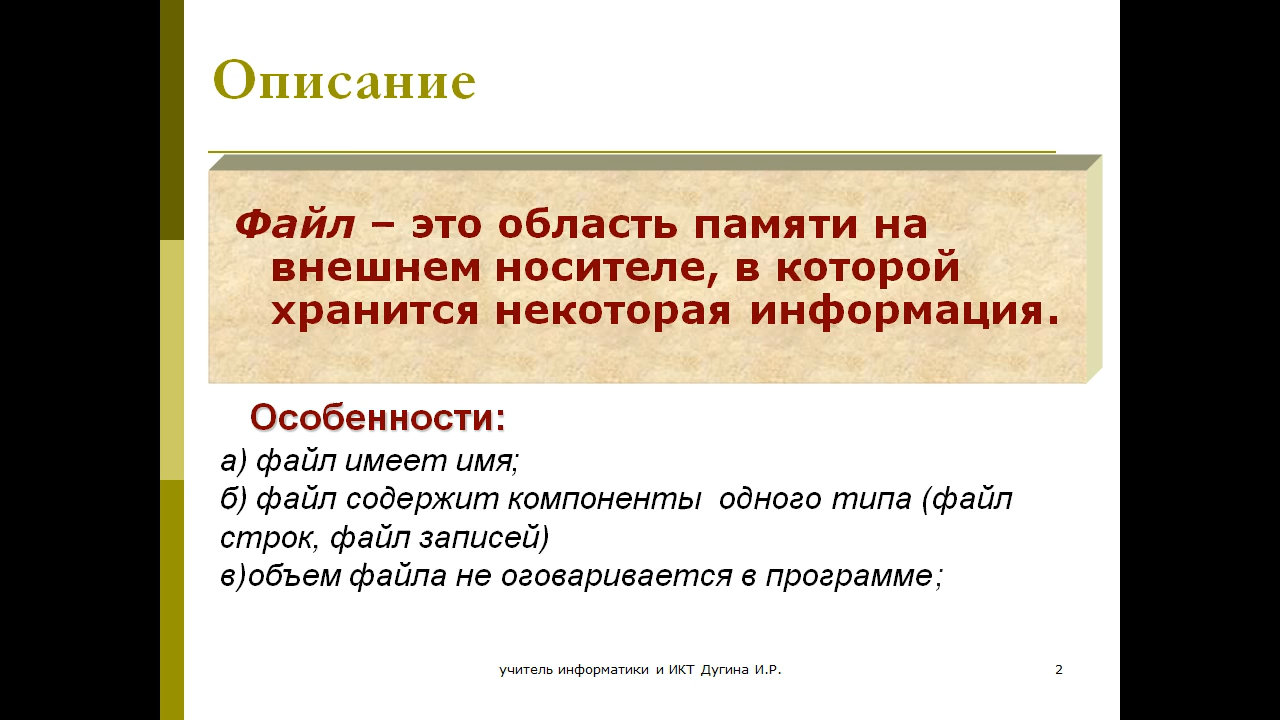 Описание
Файл – это область памяти на
внешнем носителе, в которой
хранится некоторая информация.
Особенности:
а) файл имеет имя;
б) файл содержит компоненты  одного типа (файл
строк, файл записей)
в)объем файла не оговаривается в программе;
учитель информатики и ИКТ Дугина И.Р.
2